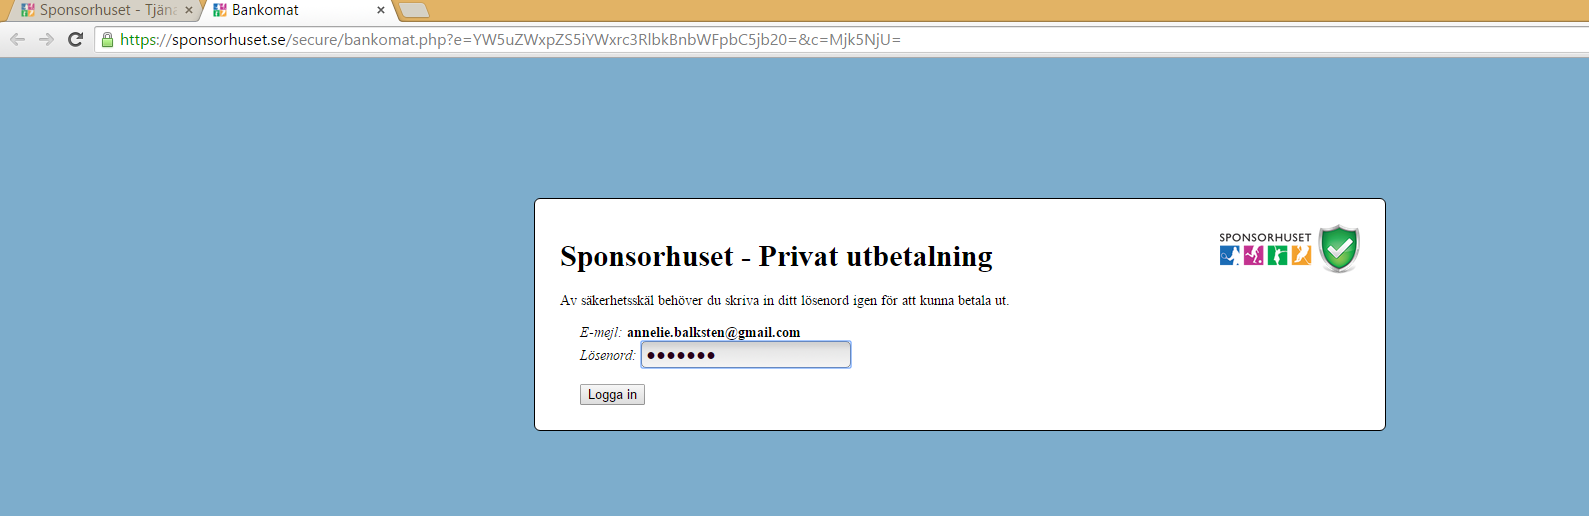 Sponsorhuset - Tjäna
Bankomat
https://sponsorhuset.se/secure/bankomat.php?e=YW5uZWxpZS5iYWxrc3RlbkBnbWFpbC5jb20=&c=Mjk5NjU=
SPONSORHUSET
Sponsorhuset - Privat utbetalning
Av säkerhetsskäl behöver du skriva in ditt lösenord igen för att kunna betala ut.
E-mejl: annelie.balksten@gmail.com
Lösenord: •••••••
Logga in